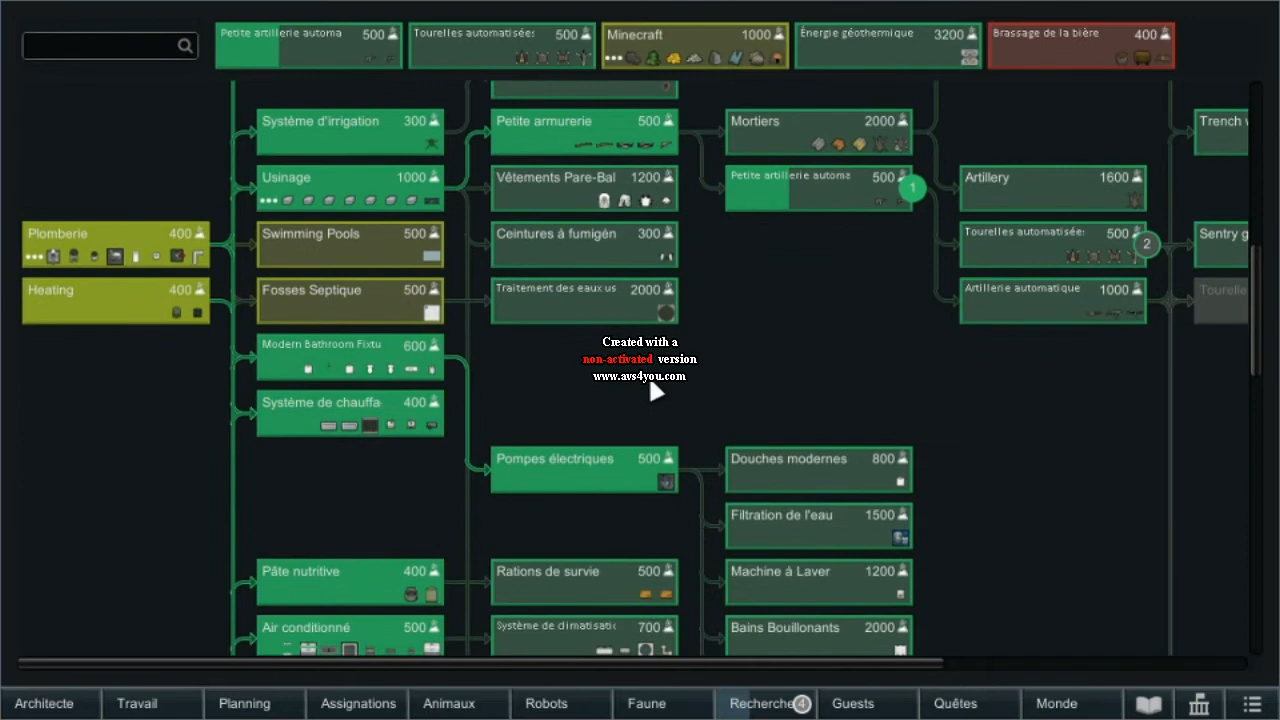 Petite artillerie automa 500 Tourelles automatisée: 500 Minecraft 1000 Énergie géothermique 3200 Brassage de la bière 400
Système d'irrigation 300 Petite armurerie 500 Mortiers 2000 Trench
Usinage 1000 Vêtements Pare-Bal 1200 Petite artillerie automa 500 1 Artillery 1600
Plomberie 400 Swimming Pools 500 Ceintures à fumigèn 300 Tourelles automatisée: 500 2 Sentry g
Heating 400 Fosses Septique 500 Traitement des eaux us 2000 Artillerie automatique 1000 Tourelle
Modern Bathroom Fixtu 600
Created with a
non-activated version
www.avs4you.com
Systéme de chauffa 400
Pompes électriques 500 Douches modernes 800
Filtration de l'eau 1500
Pâte nutritive 400 Rations de survie 500 Machine à Laver 1200
Air conditionné 500 Système de climatisatic 700 Bains Bouillonants 2000
Architecte Travail Planning Assignations Animaux Robots Faune Recherche 4 Guests Quêtes Monde